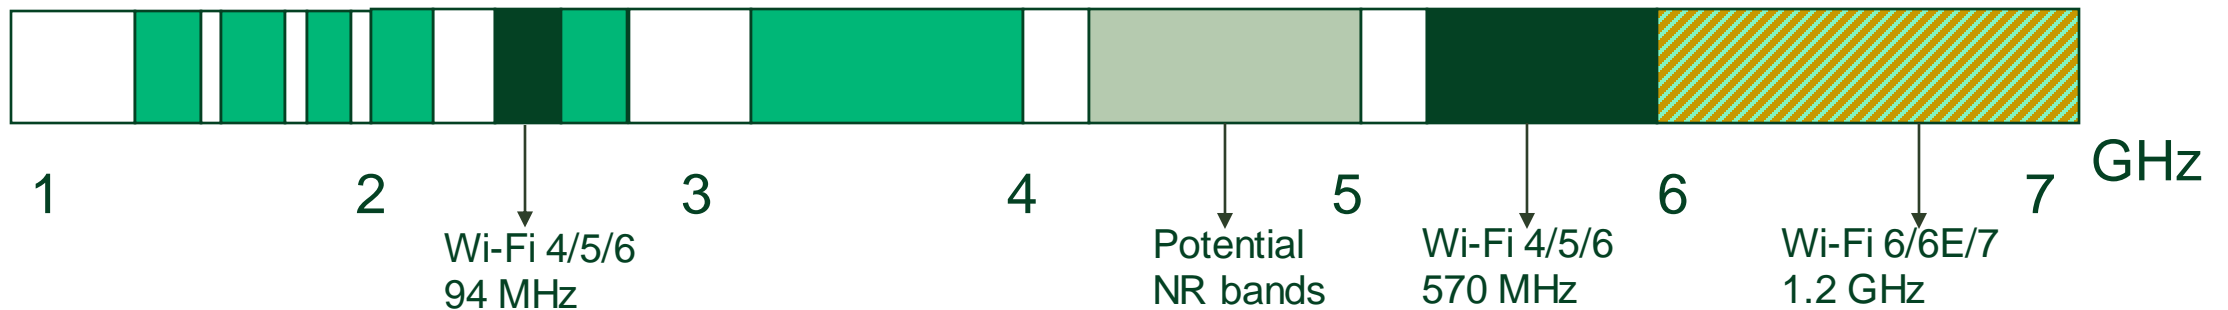 1 2 3 4 5 6 7 GHz
Wi-Fi 4/5/6
94 MHz
Potential
NR bands
Wi-Fi 4/5/6
570 MHz
Wi-Fi 6/6E/7
1.2 GHz